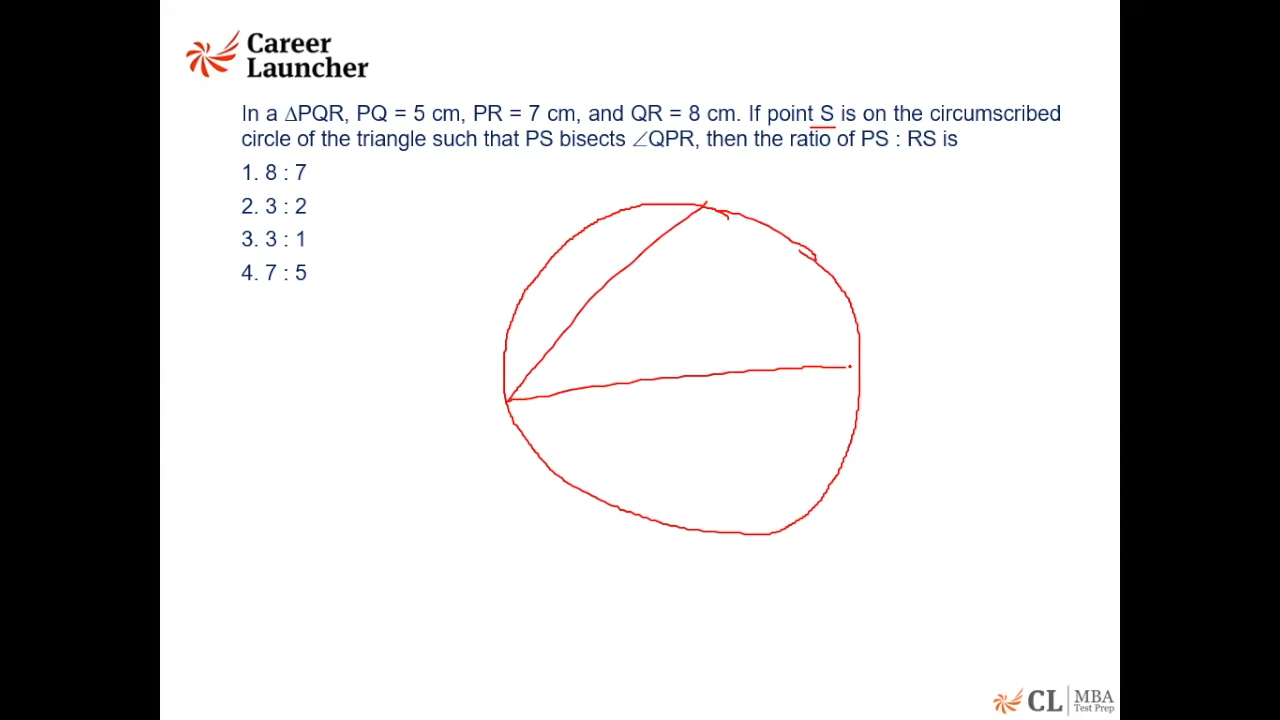 Career
Launcher
In a ΔPQR, PQ = 5 cm, PR = 7 cm, and QR = 8 cm. If point S is on the circumscribed
circle of the triangle such that PS bisects ∠QPR, then the ratio of PS : RS is
1. 8 : 7
2. 3 : 2
3. 3 : 1
4. 7 : 5
CL MBA
Test Prep